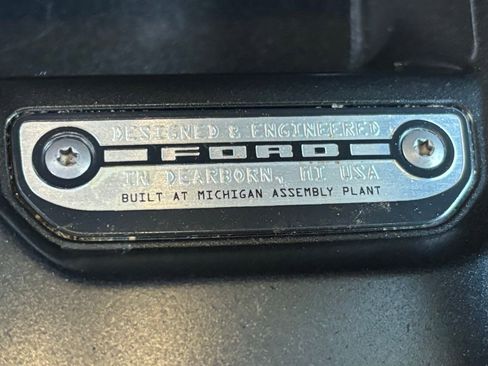 DESIGNED & ENGINEERED
FORD
IN DEARBORN, MI USA
BUILT AT MICHIGAN ASSEMBLY PLANT